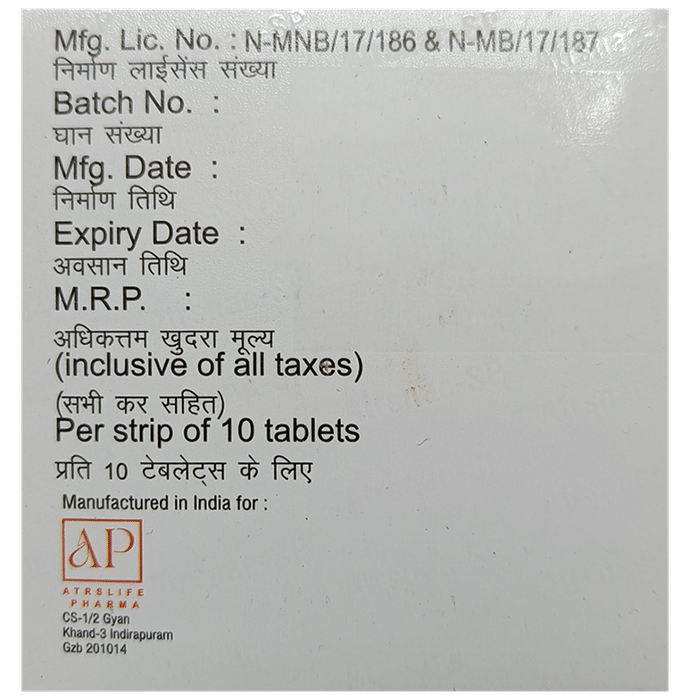 Mfg. Lic. No. : N-MNB/17/186 & N-MB/17/187
निर्माण लाईसेंस संख्या
Batch No. :
घान संख्या
Mfg. Date :
निर्माण तिथि
Expiry Date :
अवसान तिथि
M.R.P. :
अधिकत्तम खुदरा मूल्य
(inclusive of all taxes)
(सभी कर सहित)
Per strip of 10 tablets
प्रति 10 टेबलेट्स के लिए
Manufactured in India for :
AP
ATRSLIFE
PHARMA
CS-1/2 Gyan
Khand-3 Indirapuram
Gzb 201014